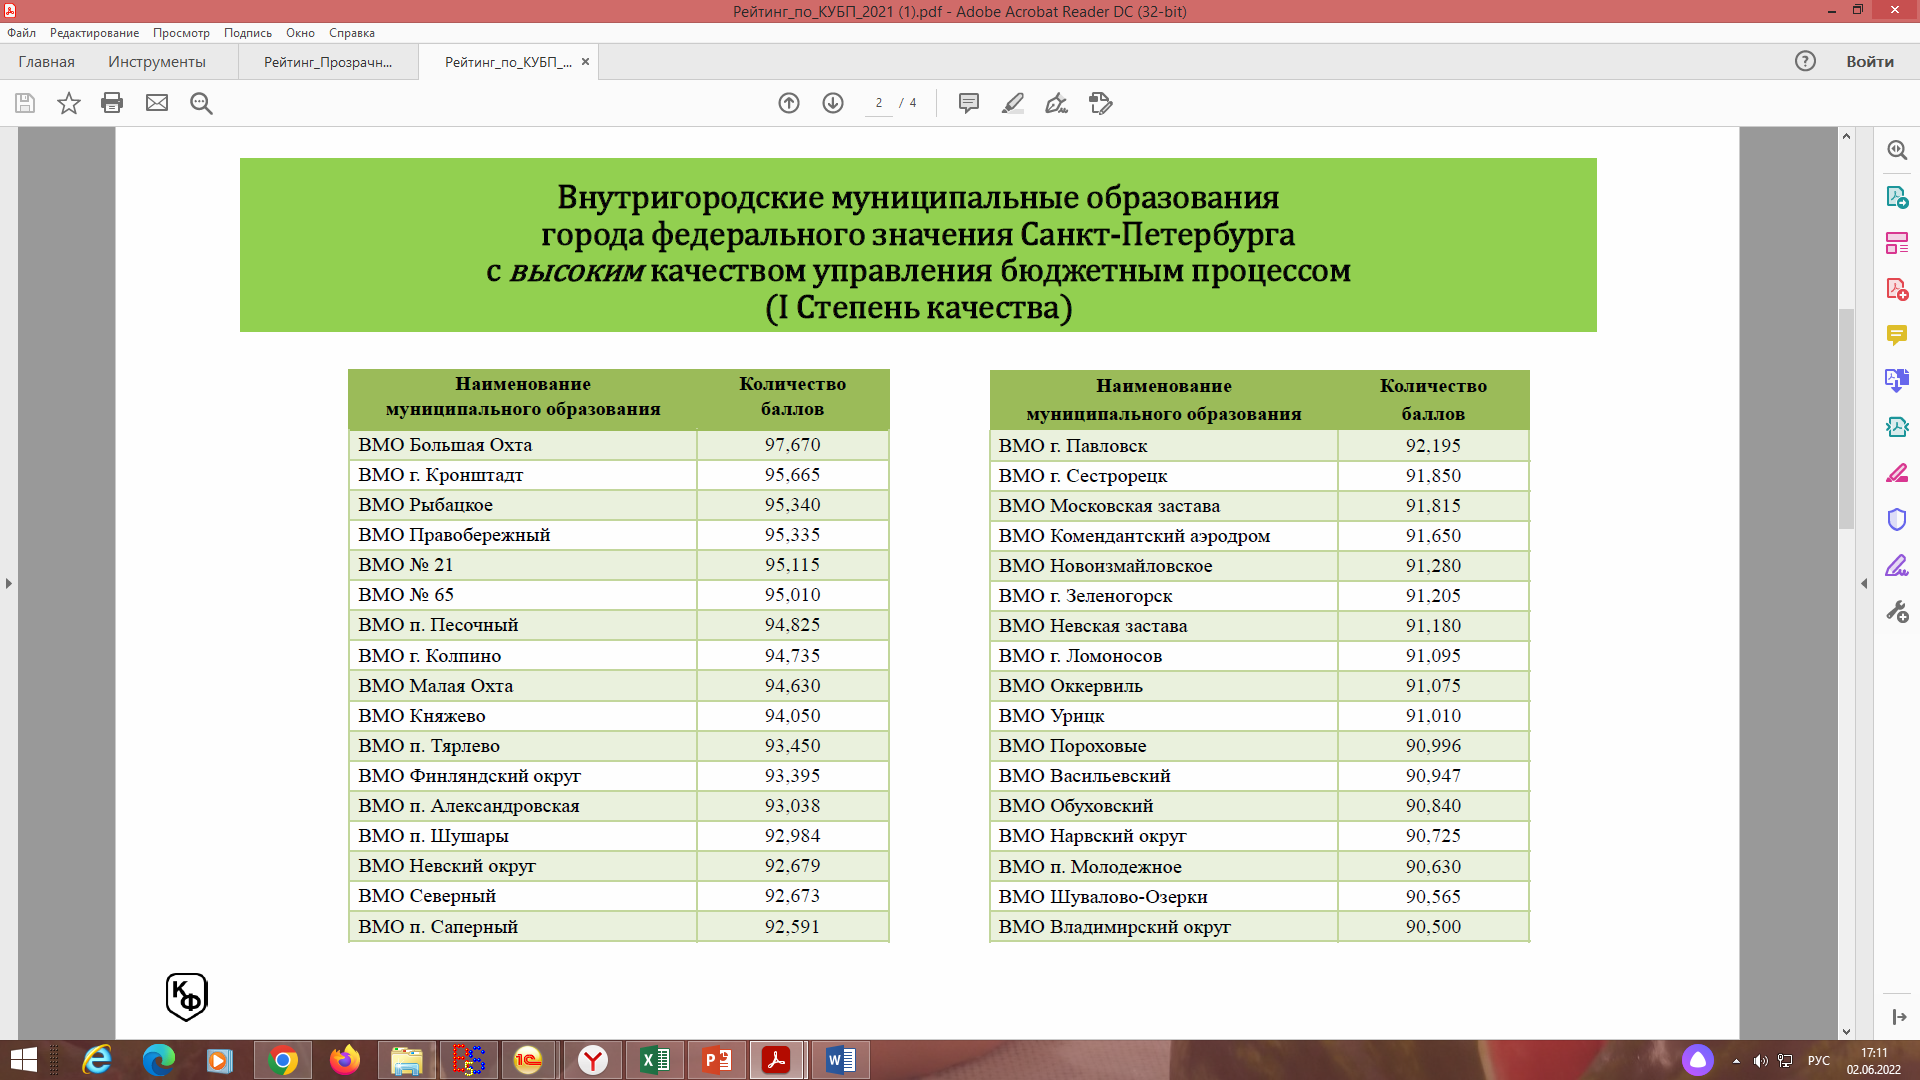 Рейтинг_по_КУБП_2021 (1).pdf - Adobe Acrobat Reader DC (32-bit)
Файл Редактирование Просмотр Подпись Окно Справка
Главная Инструменты Рейтинг_Прозрачн... Рейтинг_по_КУБП_... × Войти
2 / 4
Внутригородские муниципальные образования
города федерального значения Санкт-Петербурга
с высоким качеством управления бюджетным процессом
(I Степень качества)
Наименование муниципального образования Количество баллов
ВМО Большая Охта 97,670
ВМО г. Кронштадт 95,665
ВМО Рыбацкое 95,340
ВМО Правобережный 95,335
ВМО № 21 95,115
ВМО № 65 95,010
ВМО п. Песочный 94,825
ВМО г. Колпино 94,735
ВМО Малая Охта 94,630
ВМО Княжево 94,050
ВМО п. Тярлево 93,450
ВМО Финляндский округ 93,395
ВМО п. Александровская 93,038
ВМО п. Шушары 92,984
ВМО Невский округ 92,679
ВМО Северный 92,673
ВМО п. Саперный 92,591
Наименование муниципального образования Количество баллов
ВМО г. Павловск 92,195
ВМО г. Сестрорецк 91,850
ВМО Московская застава 91,815
ВМО Комендантский аэродром 91,650
ВМО Новоизмайловское 91,280
ВМО г. Зеленогорск 91,205
ВМО Невская застава 91,180
ВМО г. Ломоносов 91,095
ВМО Оккервиль 91,075
ВМО Урицк 91,010
ВМО Пороховые 90,996
ВМО Васильевский 90,947
ВМО Обуховский 90,840
ВМО Нарвский округ 90,725
ВМО п. Молодежное 90,630
ВМО Шувалово-Озерки 90,565
ВМО Владимирский округ 90,500
КФ
РУС
17:11
02.06.2022